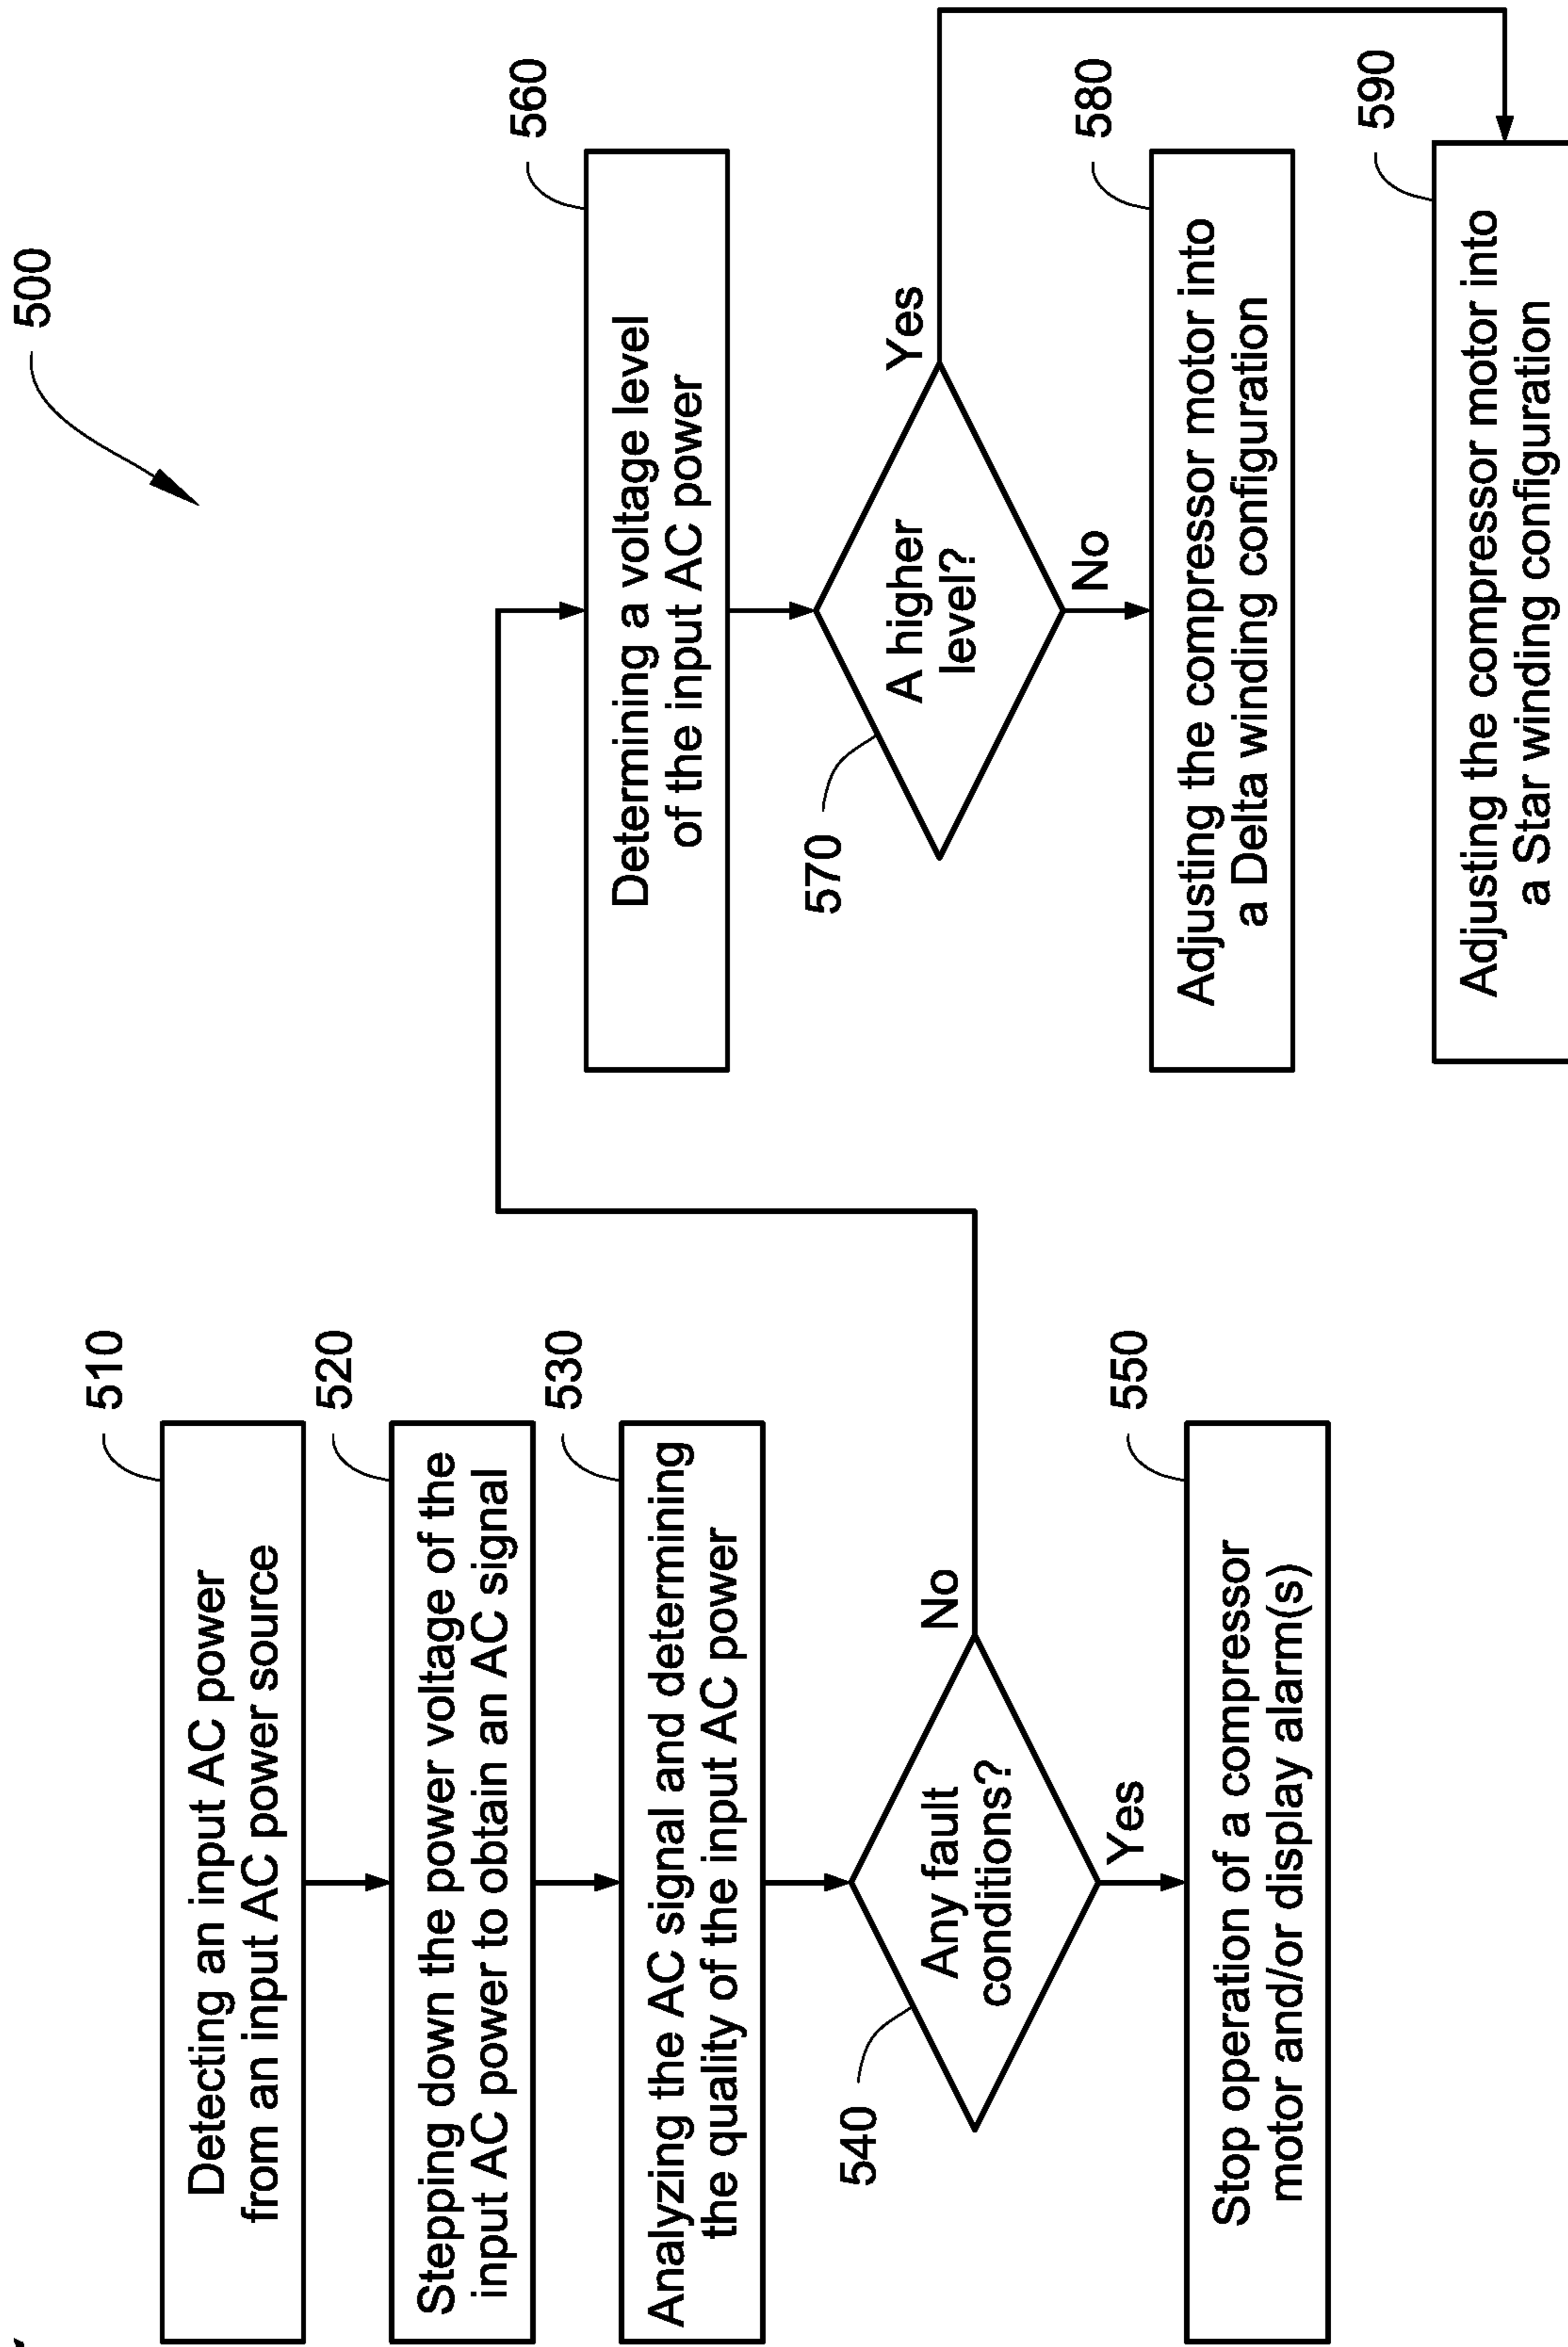 500
510
Detecting an input AC power
from an input AC power source
520
Stepping down the power voltage of the
input AC power to obtain an AC signal
530
Analyzing the AC signal and determining
the quality of the input AC power
540
Any fault
conditions?
No
Yes
550
Stop operation of a compressor
motor and/or display alarm(s)
560
Determining a voltage level
of the input AC power
570
A higher
level?
Yes
No
580
Adjusting the compressor motor into
a Delta winding configuration
590
Adjusting the compressor motor into
a Star winding configuration